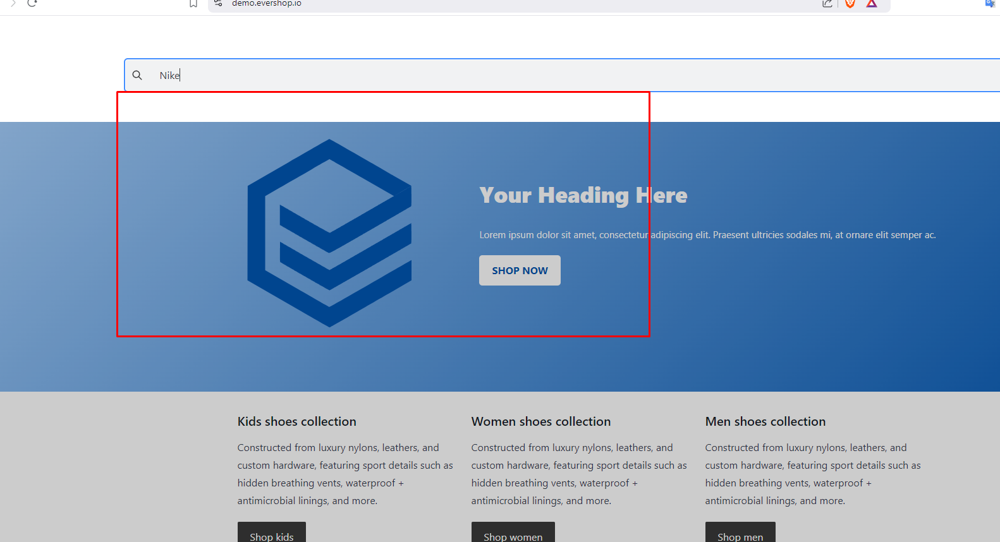 demo.evershop.io
Nike
Your Heading Here
Lorem ipsum dolor sit amet, consectetur adipiscing elit. Praesent ultricies sodales mi, at ornare elit semper ac.
SHOP NOW
Kids shoes collection
Constructed from luxury nylons, leathers, and
custom hardware, featuring sport details such as
hidden breathing vents, waterproof +
antimicrobial linings, and more.
Shop kids
Women shoes collection
Constructed from luxury nylons, leathers, and
custom hardware, featuring sport details such as
hidden breathing vents, waterproof +
antimicrobial linings, and more.
Shop women
Men shoes collection
Constructed from luxury nylons, leathers, and
custom hardware, featuring sport details such as
hidden breathing vents, waterproof +
antimicrobial linings, and more.
Shop men